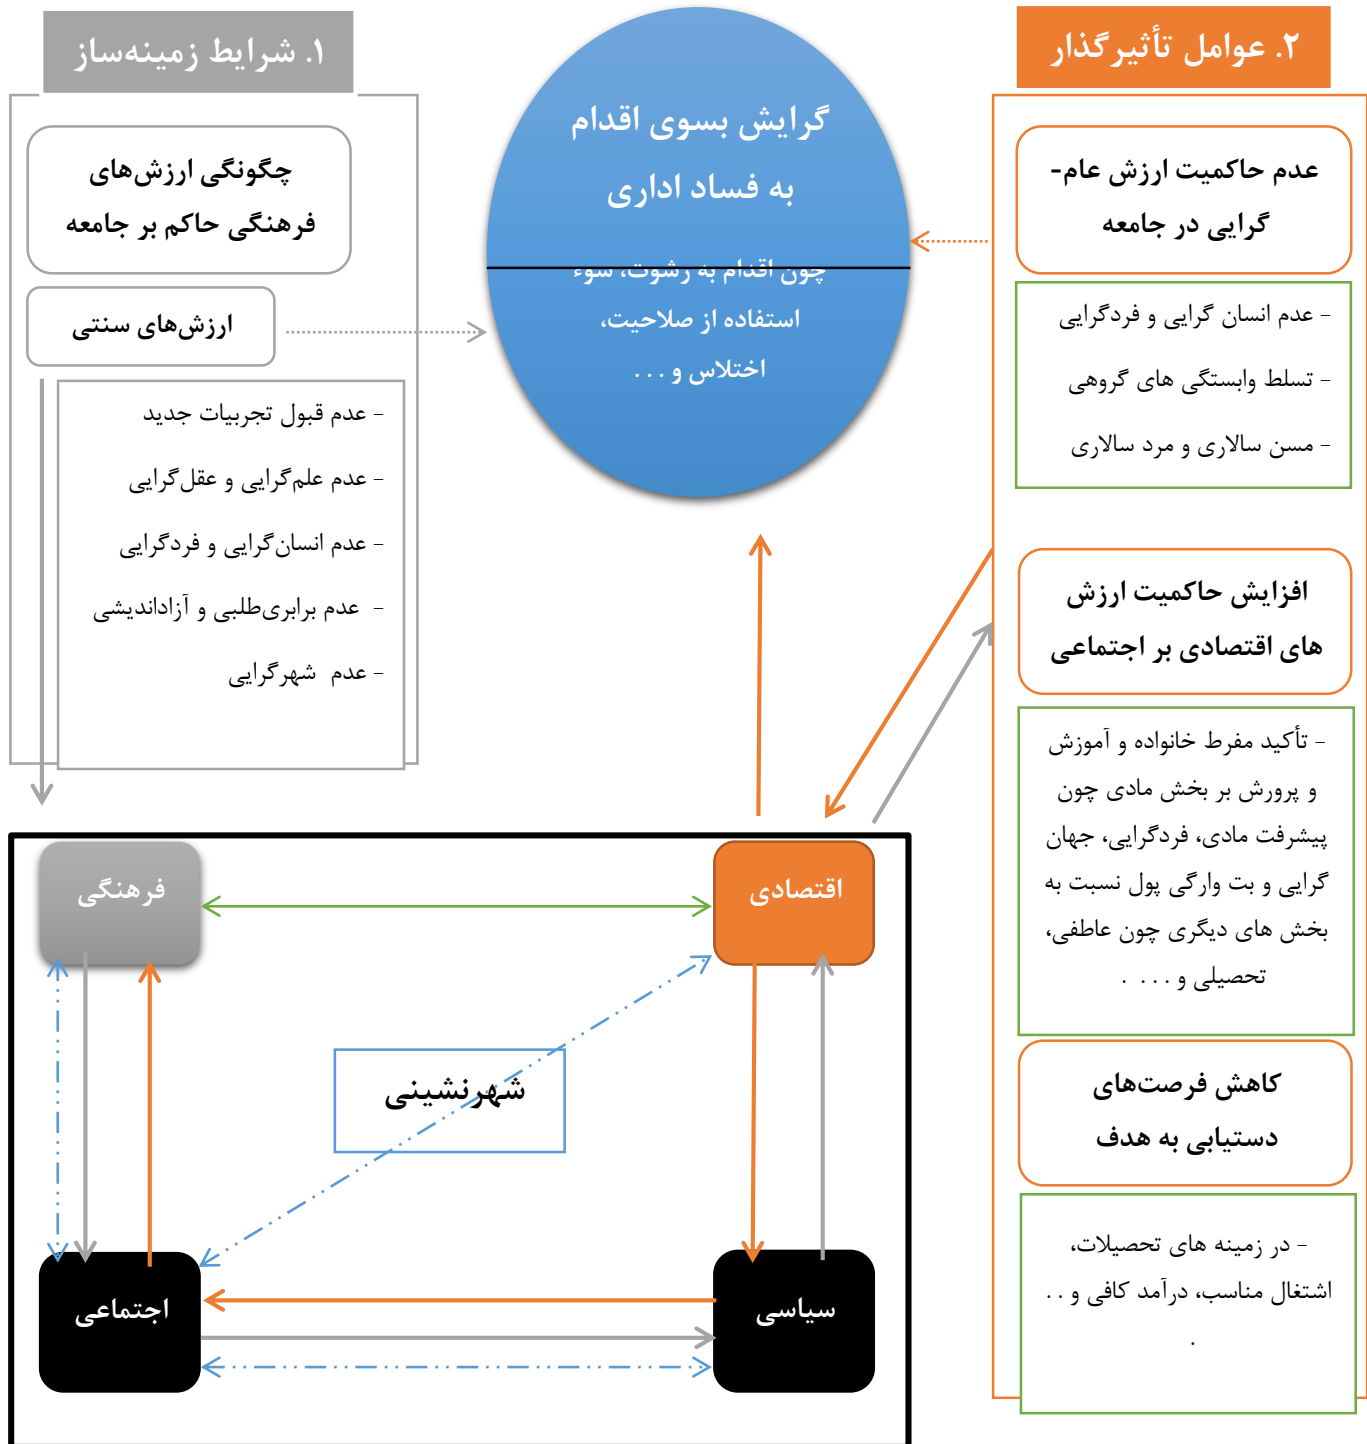 ۱. شرایط زمینه‌ساز
چگونگی ارزش‌های
فرهنگی حاکم بر جامعه
ارزش‌های سنتی
- عدم قبول تجربیات جدید
- عدم علم‌گرایی و عقل‌گرایی
- عدم انسان‌گرایی و فردگرایی
- عدم برابری‌طلبی و آزاداندیشی
- عدم شهرگرایی
گرایش بسوی اقدام
به فساد اداری
چون اقدام به رشوت، سوء
استفاده از صلاحیت،
اختلاس و ...
۲. عوامل تأثیرگذار
عدم حاکمیت ارزش عام-
گرایی در جامعه
- عدم انسان گرایی و فردگرایی
- تسلط وابستگی های گروهی
- مسن سالاری و مرد سالاری
افزایش حاکمیت ارزش
های اقتصادی بر اجتماعی
- تأکید مفرط خانواده و آموزش
و پرورش بر بخش مادی چون
پیشرفت مادی، فردگرایی، جهان
گرایی و بت وارگی پول نسبت به
بخش های دیگری چون عاطفی،
تحصیلی و ... .
کاهش فرصت‌های
دستیابی به هدف
- در زمینه های تحصیلات،
اشتغال مناسب، درآمد کافی و ..
.
فرهنگی
اقتصادی
شهرنشینی
اجتماعی
سیاسی